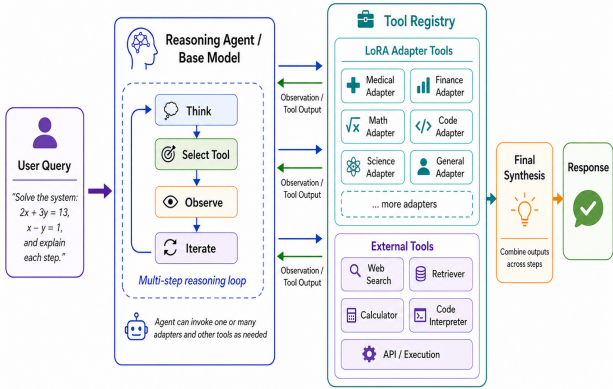 User Query
"Solve the system:
2x + 3y = 13,
x − y = 1,
and explain
each step."
Reasoning Agent /
Base Model
Think
Select Tool
Observe
Iterate
Multi-step reasoning loop
Agent can invoke one or many
adapters and other tools as needed
Observation /
Tool Output
Observation /
Tool Output
Observation /
Tool Output
Tool Registry
LoRA Adapter Tools
Medical
Adapter
Finance
Adapter
√x
Math
Adapter
</>
Code
Adapter
Science
Adapter
General
Adapter
... more adapters
External Tools
Web
Search
Retriever
Calculator
Code
Interpreter
API / Execution
Final
Synthesis
Combine outputs
across steps
Response